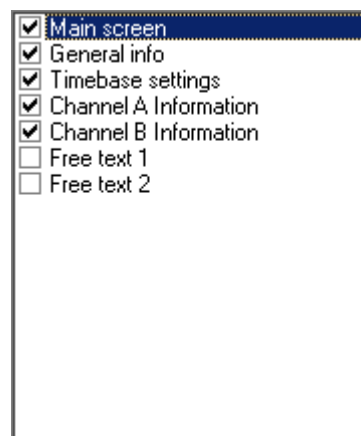 Main screen
General info
Timebase settings
Channel A Information
Channel B Information
Free text 1
Free text 2